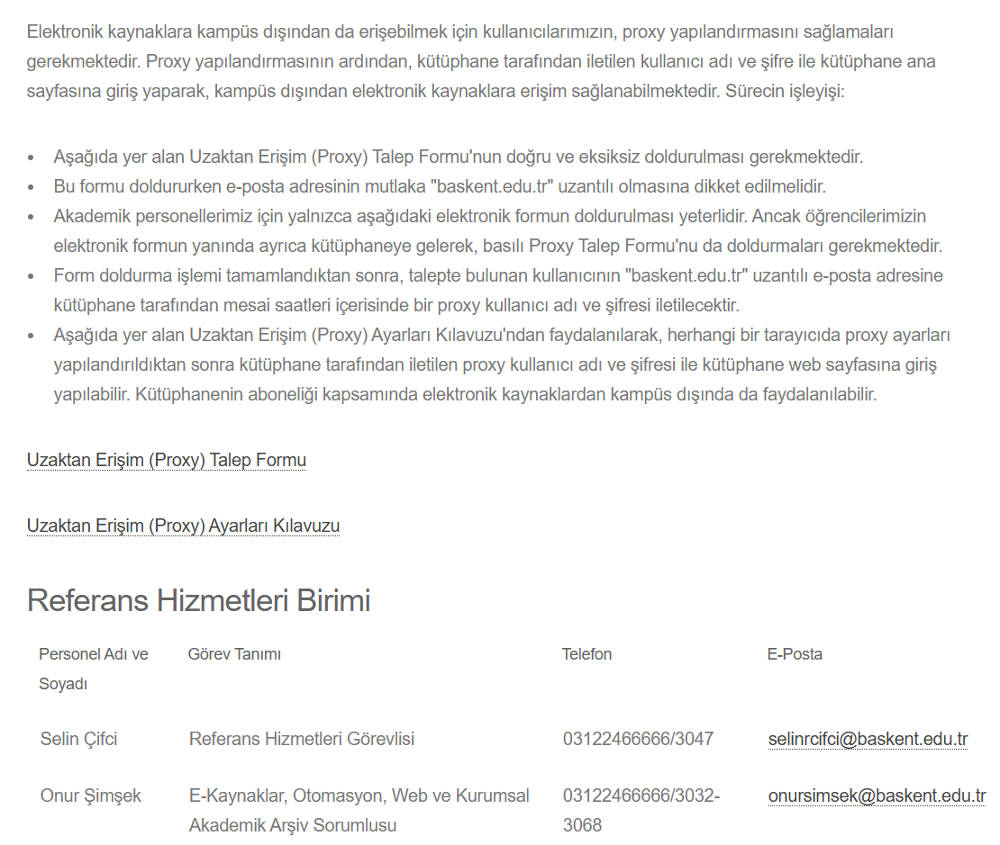 Elektronik kaynaklara kampüs dışından da erişebilmek için kullanıcılarımızın, proxy yapılandırmasını sağlamaları
gerekmektedir. Proxy yapılandırmasının ardından, kütüphane tarafından iletilen kullanıcı adı ve şifre ile kütüphane ana
sayfasına giriş yaparak, kampüs dışından elektronik kaynaklara erişim sağlanabilmektedir. Sürecin işleyişi:
• Aşağıda yer alan Uzaktan Erişim (Proxy) Talep Formu'nun doğru ve eksiksiz doldurulması gerekmektedir.
• Bu formu doldururken e-posta adresinin mutlaka "baskent.edu.tr" uzantılı olmasına dikket edilmelidir.
• Akademik personellerimiz için yalnızca aşağıdaki elektronik formun doldurulması yeterlidir. Ancak öğrencilerimizin
elektronik formun yanında ayrıca kütüphaneye gelerek, basılı Proxy Talep Formu'nu da doldurmaları gerekmektedir.
• Form doldurma işlemi tamamlandıktan sonra, talepte bulunan kullanıcının "baskent.edu.tr" uzantılı e-posta adresine
kütüphane tarafından mesai saatleri içerisinde bir proxy kullanıcı adı ve şifresi iletilecektir.
• Aşağıda yer alan Uzaktan Erişim (Proxy) Ayarları Kılavuzu'ndan faydalanılarak, herhangi bir tarayıcıda proxy ayarları
yapılandırıldıktan sonra kütüphane tarafından iletilen proxy kullanıcı adı ve şifresi ile kütüphane web sayfasına giriş
yapılabilir. Kütüphanenin aboneliği kapsamında elektronik kaynaklardan kampüs dışında da faydalanılabilir.
Uzaktan Erişim (Proxy) Talep Formu
Uzaktan Erişim (Proxy) Ayarları Kılavuzu
Referans Hizmetleri Birimi
Personel Adı ve Görev Tanımı Telefon E-Posta
Soyadı
Selin Çifci Referans Hizmetleri Görevlisi 03122466666/3047 selinrcifci@baskent.edu.tr
Onur Şimşek E-Kaynaklar, Otomasyon, Web ve Kurumsal 03122466666/3032- onursimsek@baskent.edu.tr
Akademik Arşiv Sorumlusu 3068